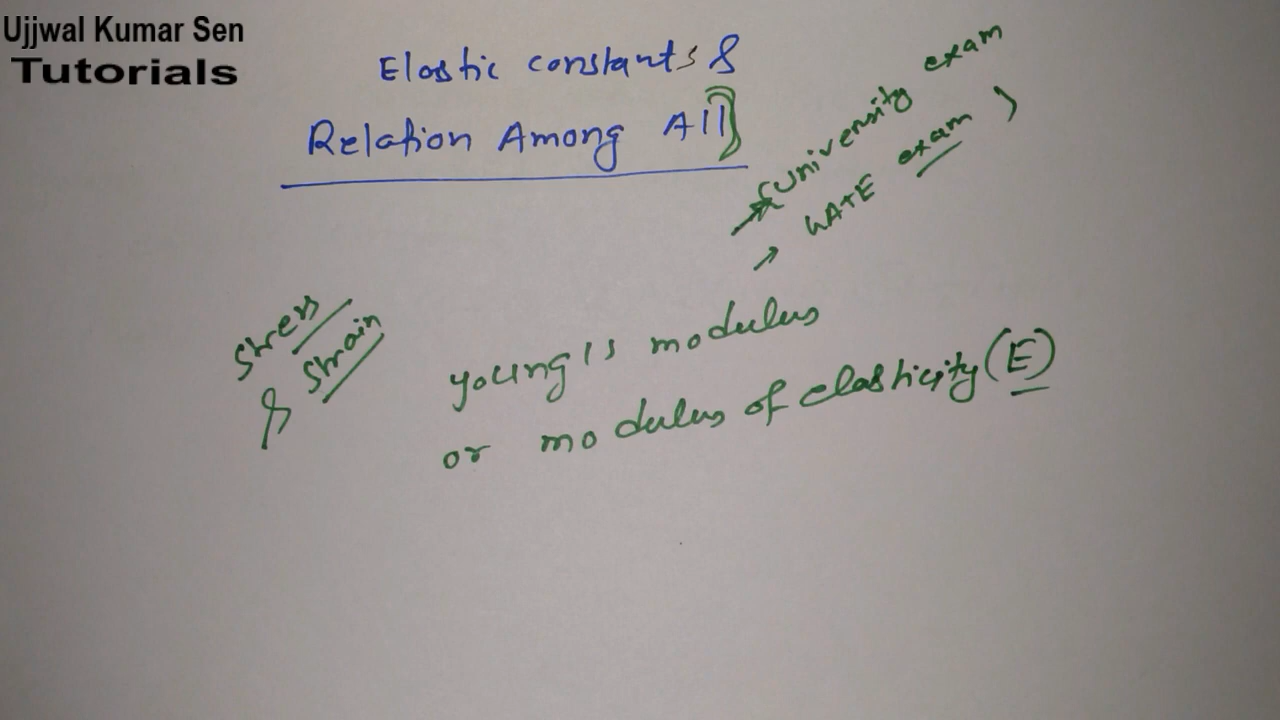 Ujjwal Kumar Sen
Tutorials
Elastic constants &
Relation Among All
→ (University exam
→ GATE exam )
Stress
& Strain
young's modulus
or modulus of elasticity (E)